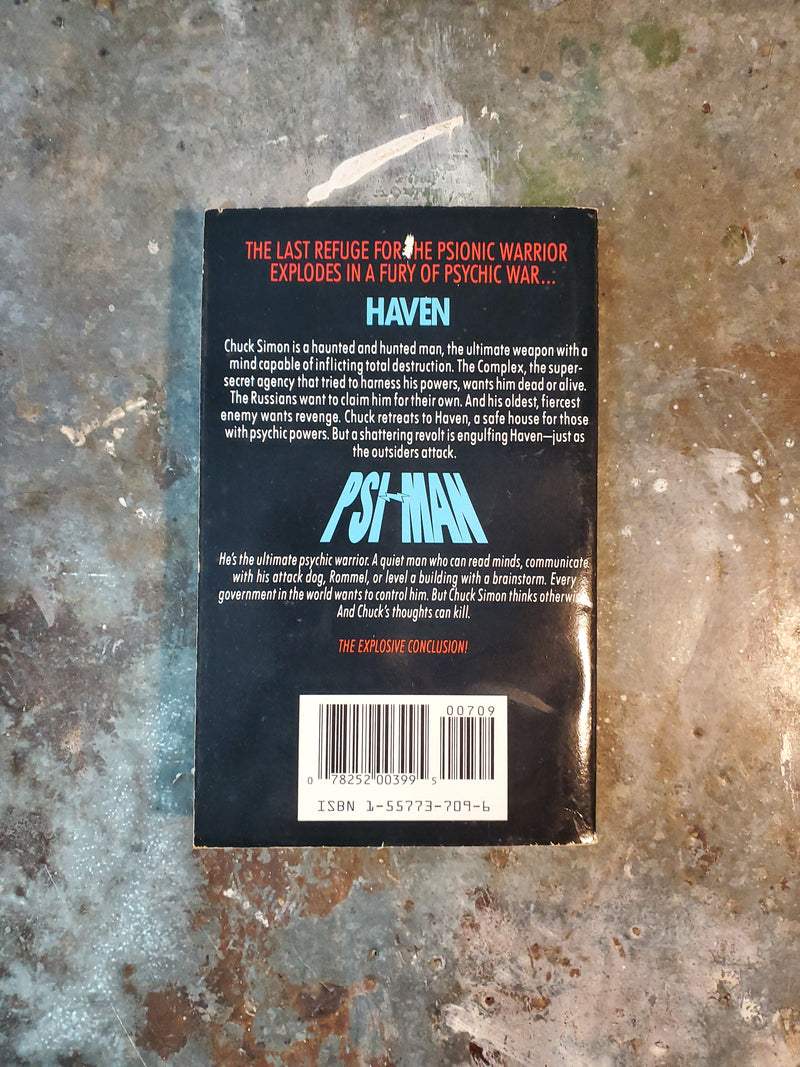 THE LAST REFUGE FOR HE PSIONIC WARRIOR
EXPLODES IN A FURY OF PSYCHIC WAR...
HAVEN
Chuck Simon is a haunted and hunted man, the ultimate weapon with a
mind capable of inflicting total destruction. The Complex, the super-
secret agency that tried to harness his powers, wants him dead or alive.
The Russians want to claim him for their own. And his oldest, fiercest
enemy wants revenge. Chuck retreats to Haven, a safe house for those
with psychic powers. But a shattering revolt is engulfing Haven—just as
the outsiders attack.
PSI-MAN
He's the ultimate psychic warrior. A quiet man who can read minds, communicate
with his attack dog, Rommel, or level a building with a brainstorm. Every
government in the world wants to control him. But Chuck Simon thinks
And Chuck's thoughts can kill.
THE EXPLOSIVE CONCLUSION!
00709
0 78252 00399 5
ISBN 1-55773-709-6